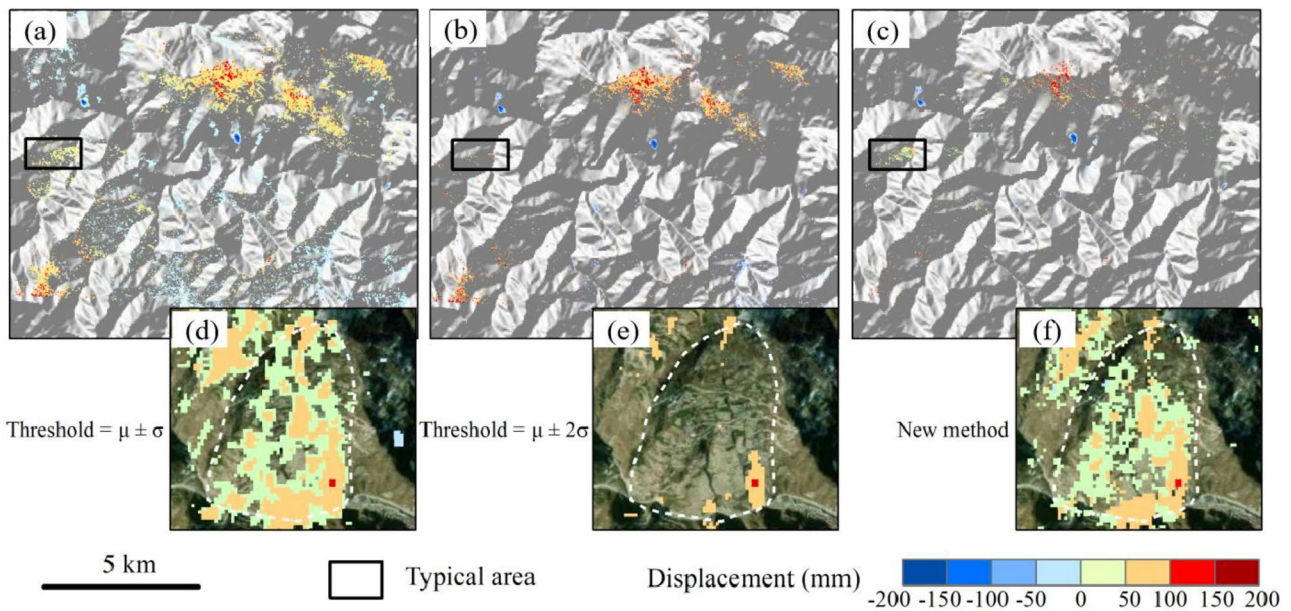 (a)
(b)
(c)
(d)
(e)
(f)
Threshold = μ ± σ
Threshold = μ ± 2σ
New method
5 km
Typical area
Displacement (mm)
-200 -150 -100 -50 0 50 100 150 200